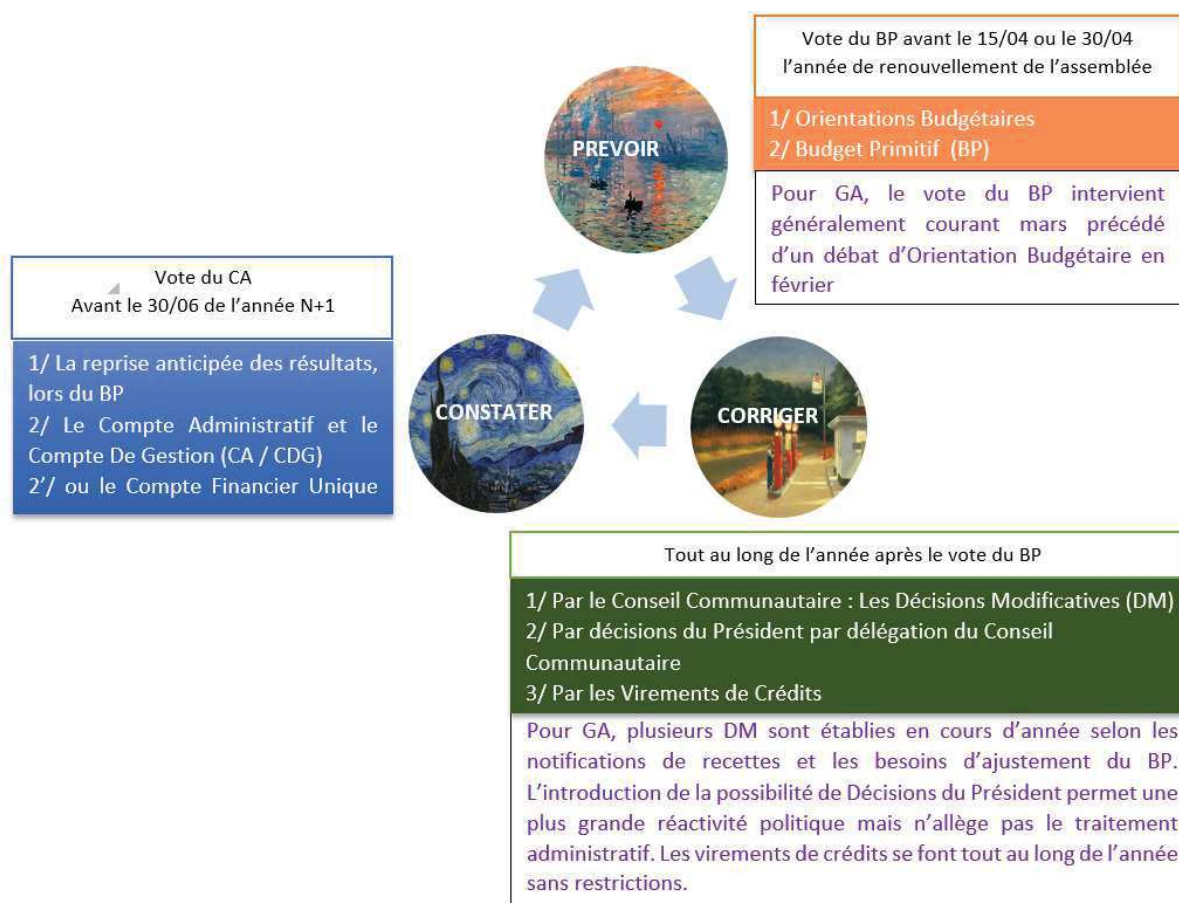 Vote du BP avant le 15/04 ou le 30/04
l’année de renouvellement de l’assemblée
1/ Orientations Budgétaires
2/ Budget Primitif (BP)
Pour GA, le vote du BP intervient
généralement courant mars précédé
d’un débat d’Orientation Budgétaire en
février
PREVOIR
Vote du CA
Avant le 30/06 de l’année N+1
1/ La reprise anticipée des résultats,
lors du BP
2/ Le Compte Administratif et le
Compte De Gestion (CA / CDG)
2’/ ou le Compte Financier Unique
CONSTATER
CORRIGER
Tout au long de l’année après le vote du BP
1/ Par le Conseil Communautaire : Les Décisions Modificatives (DM)
2/ Par décisions du Président par délégation du Conseil
Communautaire
3/ Par les Virements de Crédits
Pour GA, plusieurs DM sont établies en cours d’année selon les
notifications de recettes et les besoins d’ajustement du BP.
L’introduction de la possibilité de Décisions du Président permet une
plus grande réactivité politique mais n’allège pas le traitement
administratif. Les virements de crédits se font tout au long de l’année
sans restrictions.